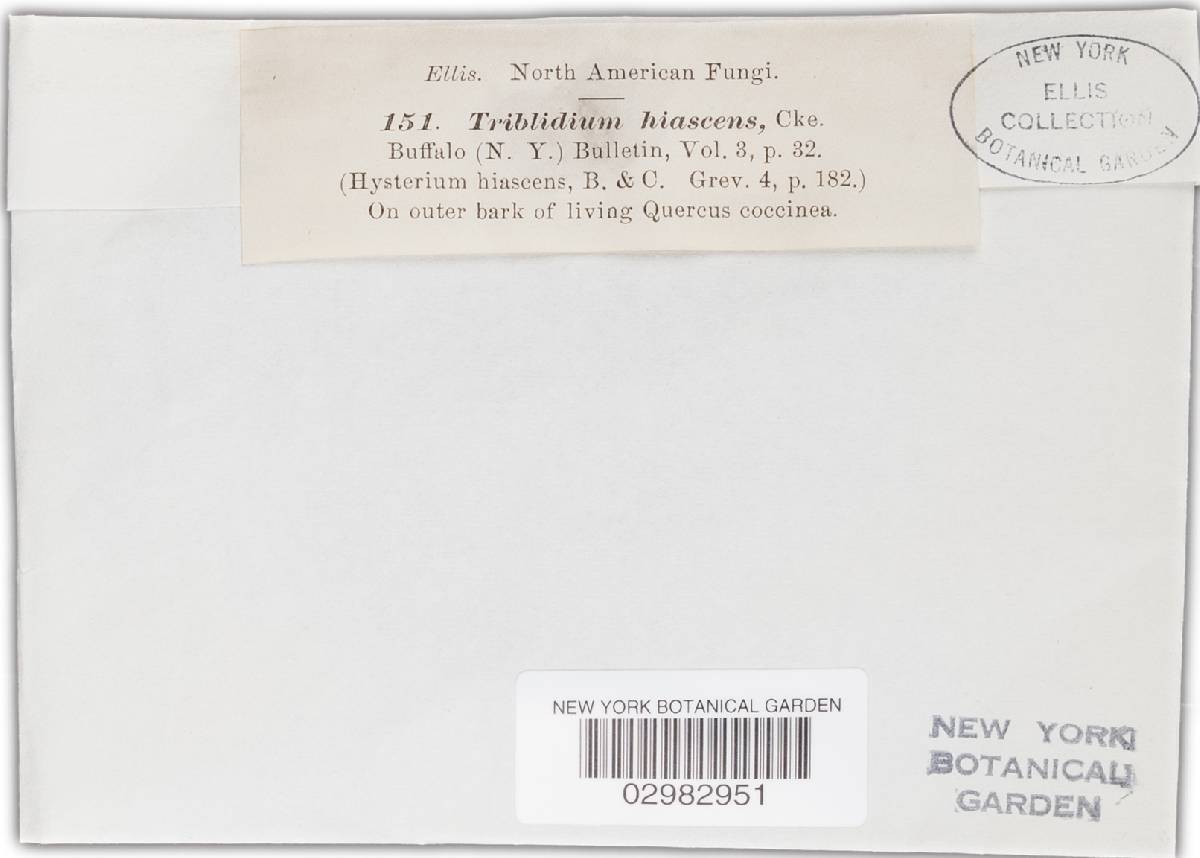 Ellis. North American Fungi.
151. Triblidium hiascens, Cke.
Buffalo (N. Y.) Bulletin, Vol. 3, p. 32.
(Hysterium hiascens, B. & C. Grev. 4, p. 182.)
On outer bark of living Quercus coccinea.
NEW YORK
ELLIS
COLLECTION
BOTANICAL GARDEN
NEW YORK BOTANICAL GARDEN
02982951
NEW YORK
BOTANICAL
GARDEN